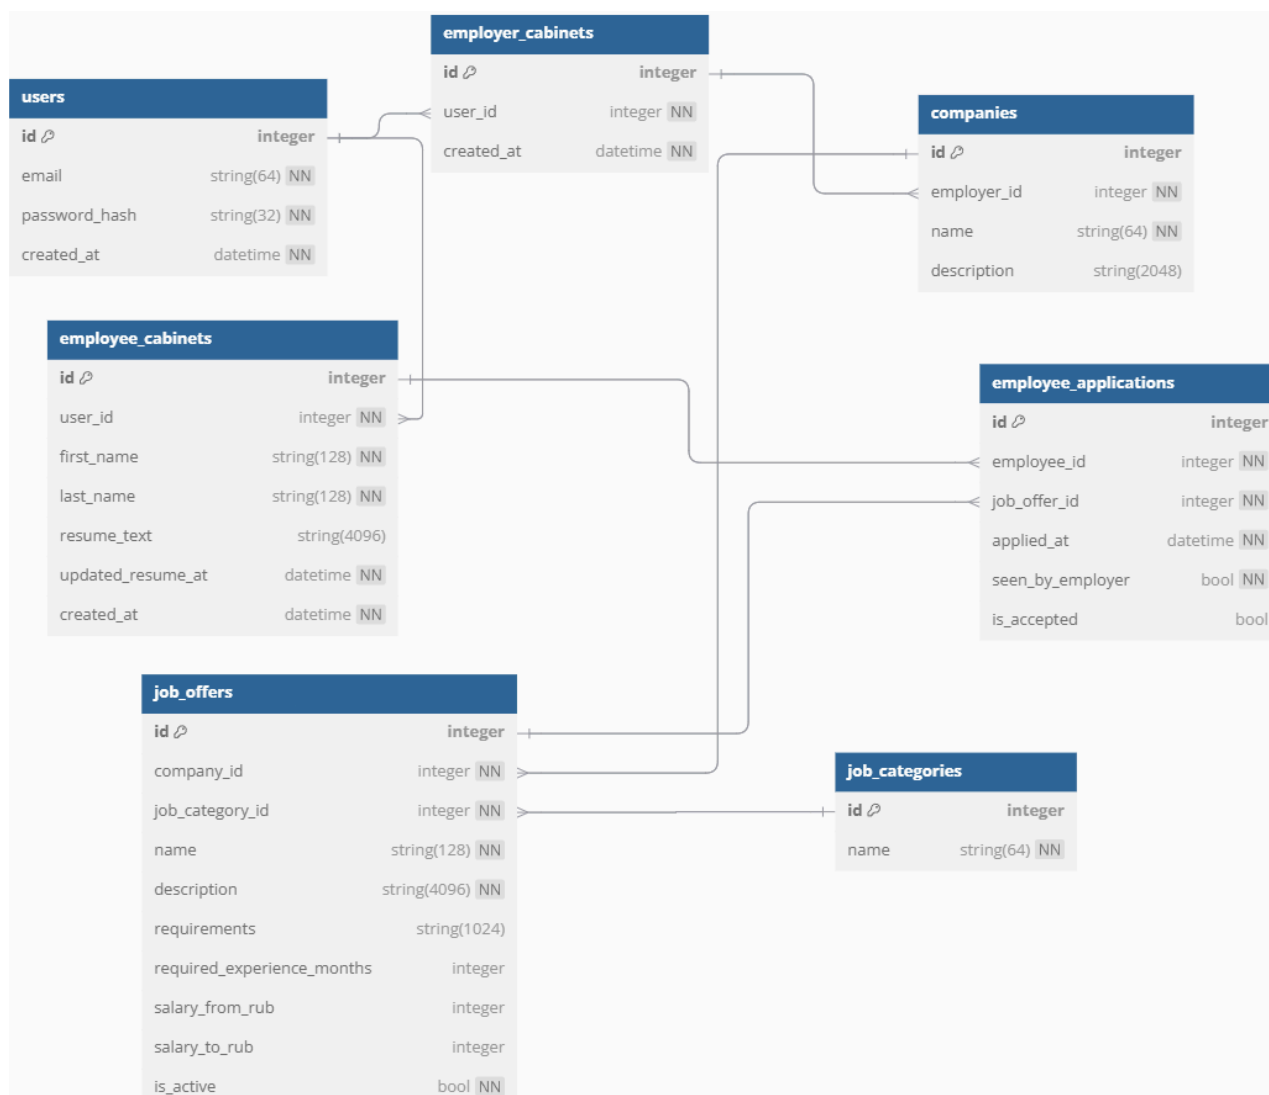 employer_cabinets
id integer
user_id integer NN
created_at datetime NN
users
id integer
email string(64) NN
password_hash string(32) NN
created_at datetime NN
companies
id integer
employer_id integer NN
name string(64) NN
description string(2048)
employee_cabinets
id integer
user_id integer NN
first_name string(128) NN
last_name string(128) NN
resume_text string(4096)
updated_resume_at datetime NN
created_at datetime NN
employee_applications
id integer
employee_id integer NN
job_offer_id integer NN
applied_at datetime NN
seen_by_employer bool NN
is_accepted bool
job_offers
id integer
company_id integer NN
job_category_id integer NN
name string(128) NN
description string(4096) NN
requirements string(1024)
required_experience_months integer
salary_from_rub integer
salary_to_rub integer
is_active bool NN
job_categories
id integer
name string(64) NN